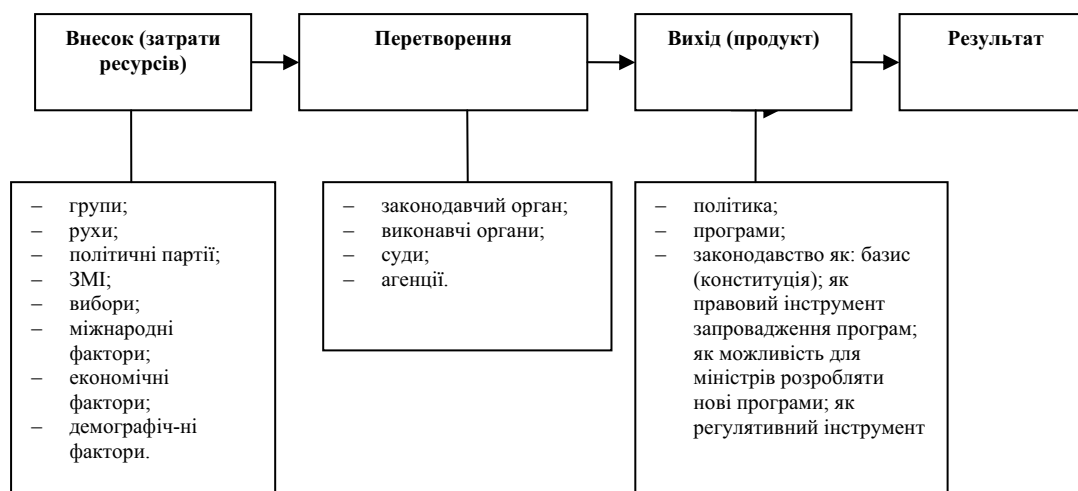 Внесок (затрати
ресурсів)
Перетворення
Вихід (продукт)
Результат
– групи;
– рухи;
– політичні партії;
– ЗМІ;
– вибори;
– міжнародні
фактори;
– економічні
фактори;
– демографіч-ні
фактори.
– законодавчий орган;
– виконавчі органи;
– суди;
– агенції.
– політика;
– програми;
– законодавство як: базис
(конституція); як
правовий інструмент
запровадження програм;
як можливість для
міністрів розробляти
нові програми; як
регулятивний інструмент